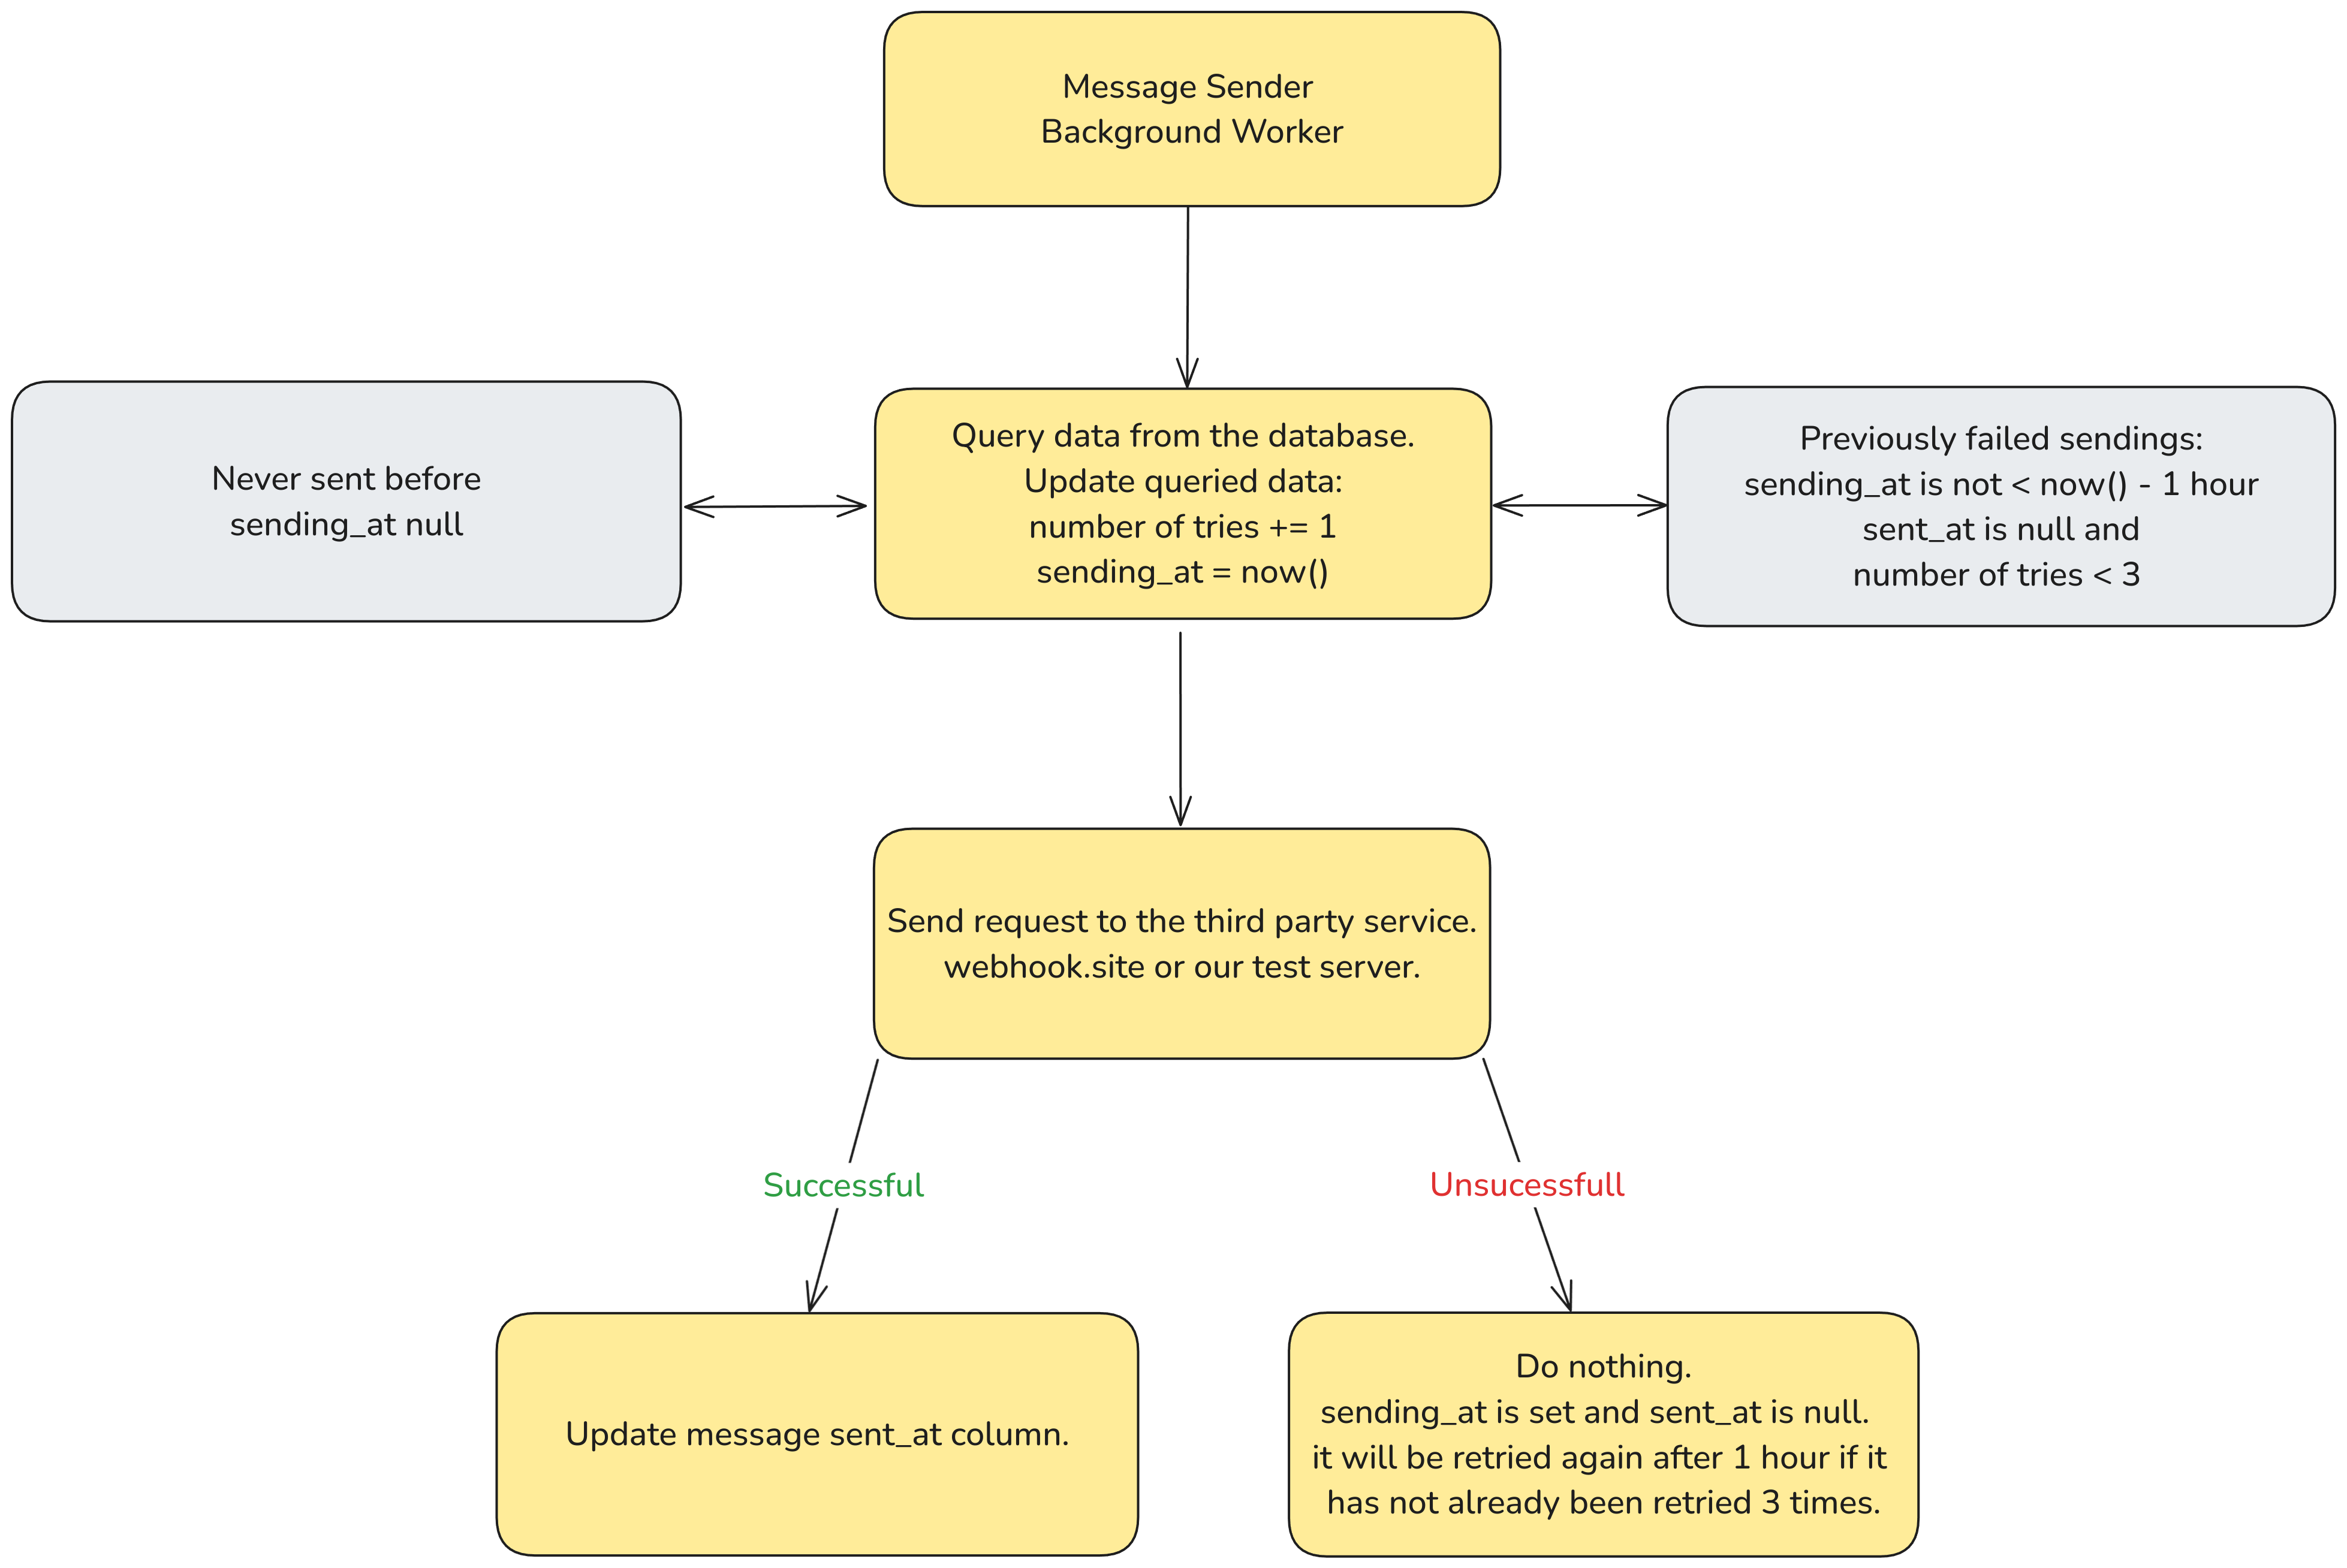 Message Sender
Background Worker
Never sent before
sending_at null
Query data from the database.
Update queried data:
number of tries += 1
sending_at = now()
Previously failed sendings:
sending_at is not < now() - 1 hour
sent_at is null and
number of tries < 3
Send request to the third party service.
webhook.site or our test server.
Successful
Unsucessfull
Update message sent_at column.
Do nothing.
sending_at is set and sent_at is null.
it will be retried again after 1 hour if it
has not already been retried 3 times.